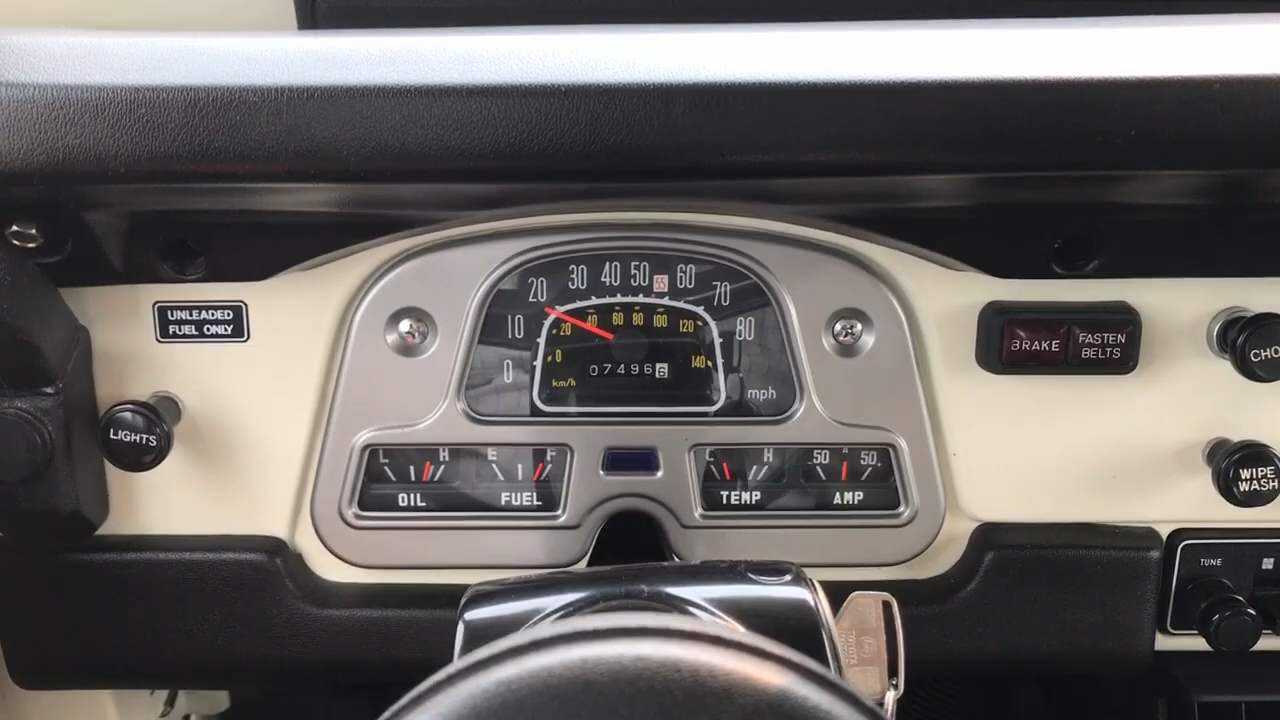 UNLEADED
FUEL ONLY
LIGHTS
0 10 20 30 40 50 55 60 70 80
mph
0 20 40 60 80 100 120 140
km/h
074966
L H
OIL
E F
FUEL
C H
TEMP
-50 A 50+
AMP
BRAKE
FASTEN
BELTS
CHO
WIPE
WASH
TUNE
TOYOTA